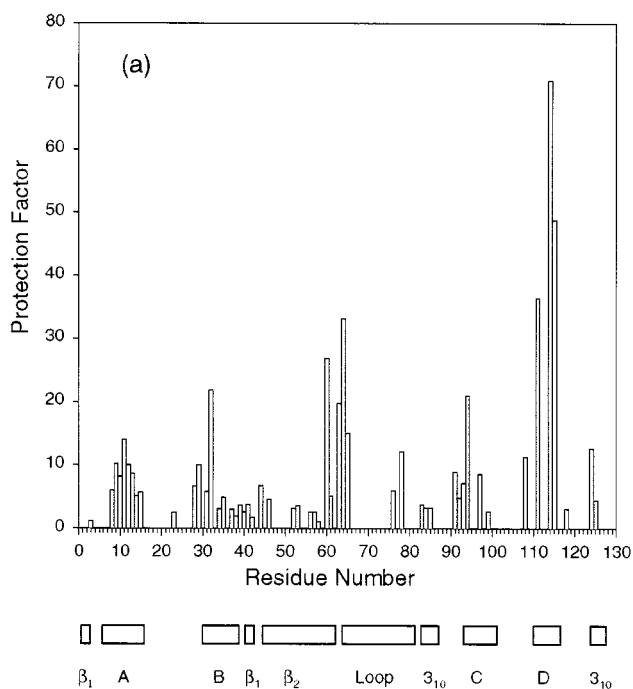 80
(a)
70
60
50
40
30
20
10
0
Protection Factor
0 10 20 30 40 50 60 70 80 90 100 110 120 130
Residue Number
β₁ A B β₁ β₂ Loop 3₁₀ C D 3₁₀